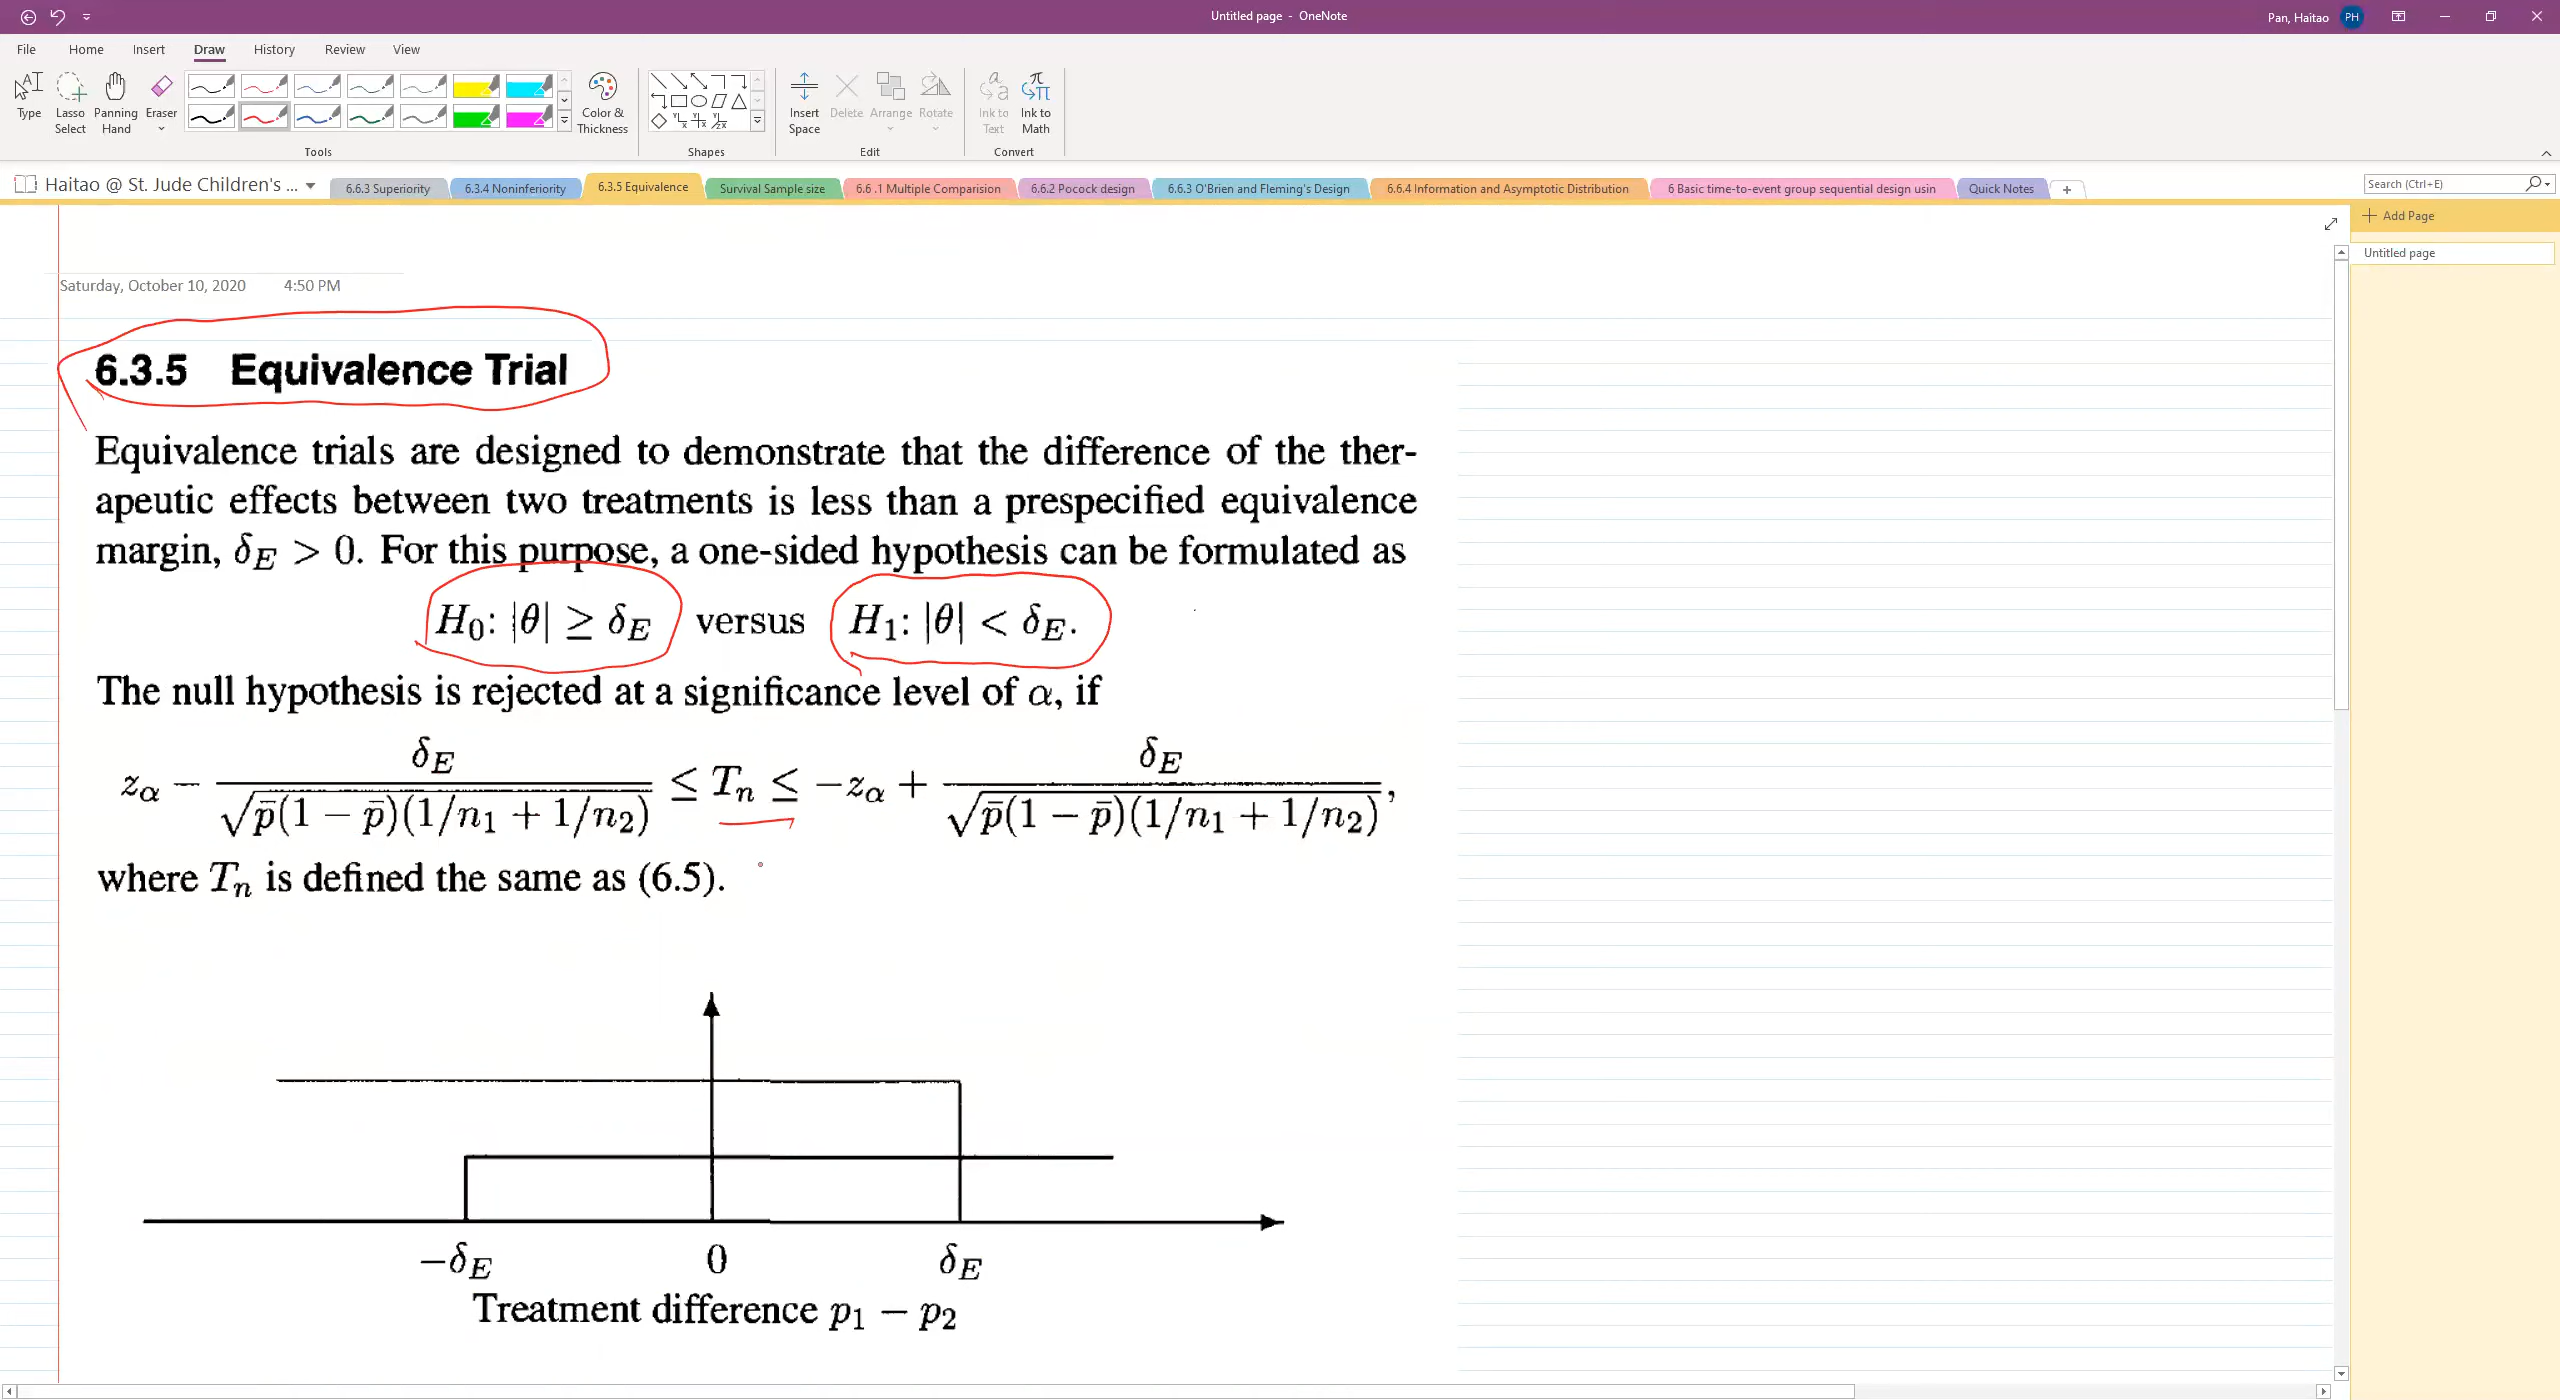 Untitled page - OneNote
Pan, Haitao PH
File Home Insert Draw History Review View
Type
Lasso Select
Panning Hand
Eraser
Color & Thickness
Insert Space
Delete
Arrange
Rotate
Ink to Text
Ink to Math
Tools
Shapes
Edit
Convert
Haitao @ St. Jude Children's ...
6.6.3 Superiority
6.3.4 Noninferiority
6.3.5 Equivalence
Survival Sample size
6.6 .1 Multiple Comparision
6.6.2 Pocock design
6.6.3 O'Brien and Fleming's Design
6.6.4 Information and Asymptotic Distribution
6 Basic time-to-event group sequential design usin
Quick Notes
Search (Ctrl+E)
Add Page
Untitled page
Saturday, October 10, 2020 4:50 PM
6.3.5 Equivalence Trial
Equivalence trials are designed to demonstrate that the difference of the ther-
apeutic effects between two treatments is less than a prespecified equivalence
margin, δ_E > 0. For this purpose, a one-sided hypothesis can be formulated as
H₀: |θ| ≥ δ_E versus H₁: |θ| < δ_E.
The null hypothesis is rejected at a significance level of α, if
z_α − δ_E / √(p̄(1 − p̄)(1/n₁ + 1/n₂)) ≤ T_n ≤ −z_α + δ_E / √(p̄(1 − p̄)(1/n₁ + 1/n₂)),
where T_n is defined the same as (6.5).
−δ_E 0 δ_E
Treatment difference p₁ − p₂